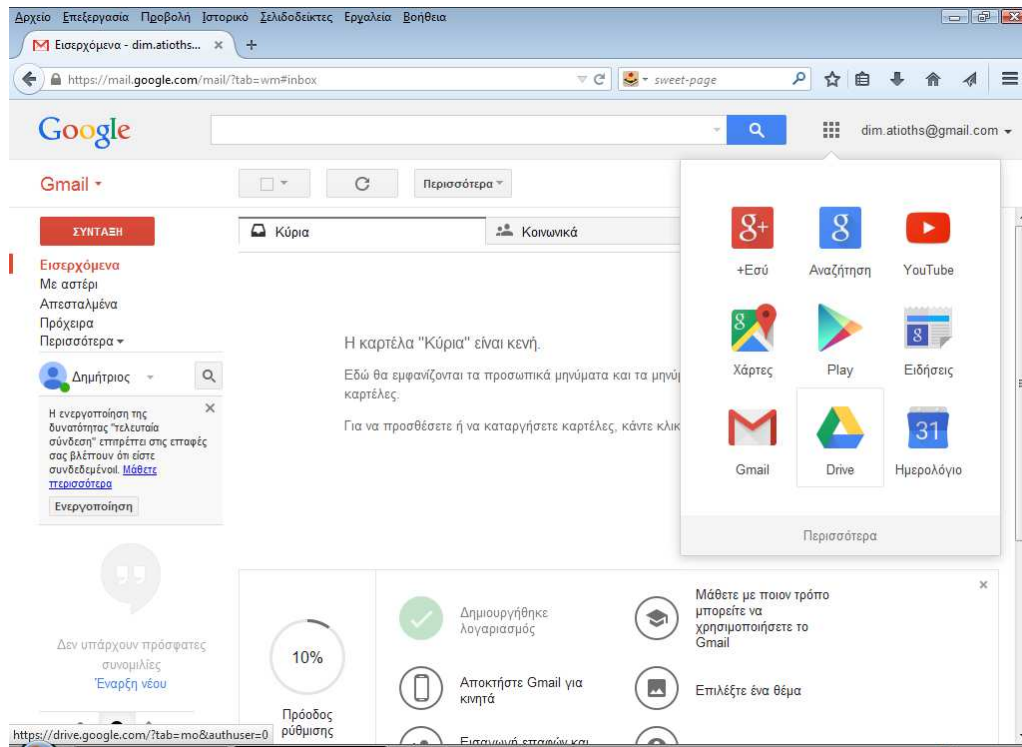 Αρχείο Επεξεργασία Προβολή Ιστορικό Σελιδοδείκτες Εργαλεία Βοήθεια
Εισερχόμενα - dim.atioths...
https://mail.google.com/mail/?tab=wm#inbox
sweet-page
Google
dim.atioths@gmail.com
Gmail
Περισσότερα
ΣΥΝΤΑΞΗ
Κύρια
Κοινωνικά
Εισερχόμενα
Με αστέρι
Απεσταλμένα
Πρόχειρα
Περισσότερα
Δημήτριος
Η ενεργοποίηση της
δυνατότητας "τελευταία
σύνδεση" επιτρέπει στις επαφές
σας βλέπουν ότι είστε
συνδεδεμένοι. Μάθετε
περισσότερα
Ενεργοποίηση
Δεν υπάρχουν πρόσφατες
συνομιλίες
Έναρξη νέου
Η καρτέλα "Κύρια" είναι κενή.
Εδώ θα εμφανίζονται τα προσωπικά μηνύματα και τα
καρτέλες.
Για να προσθέσετε ή να καταργήσετε καρτέλες, κάντε
+Εσύ
Αναζήτηση
YouTube
Χάρτες
Play
Ειδήσεις
Gmail
Drive
31
Ημερολόγιο
Περισσότερα
10%
Πρόοδος
ρύθμισης
Δημιουργήθηκε
λογαριασμός
Αποκτήστε Gmail για
κινητά
Εισαγωγή επαφών και
Μάθετε με ποιον τρόπο
μπορείτε να
χρησιμοποιήσετε το
Gmail
Επιλέξτε ένα θέμα
https://drive.google.com/?tab=mo&authuser=0